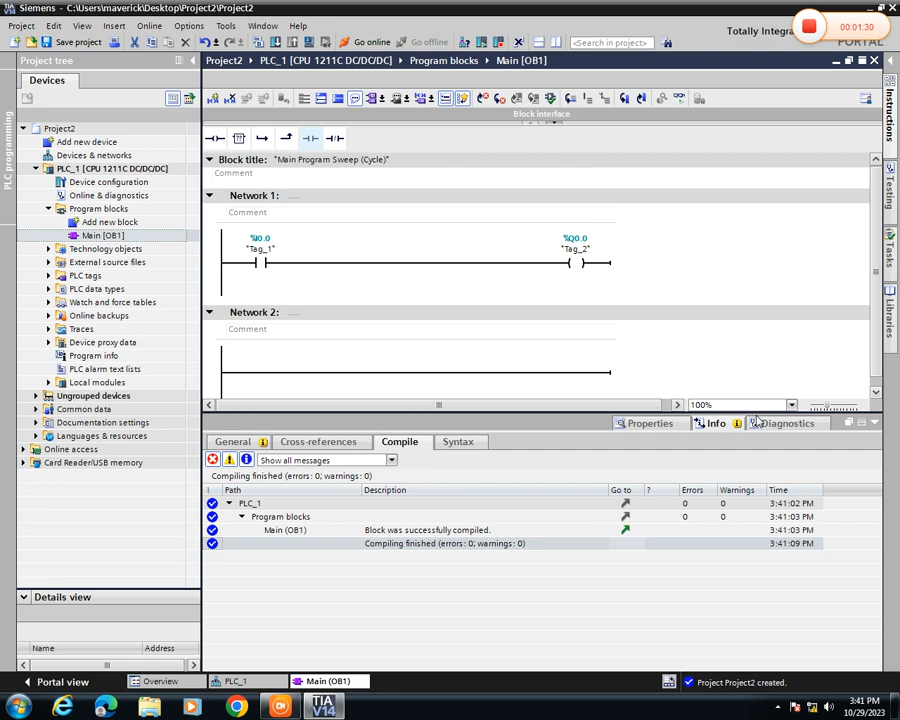 Siemens - C:\Users\maverick\Desktop\Project2\Project2
00:01:30
Project Edit View Insert Online Options Tools Window Help
Totally Integra
PORTAL
Save project
Go online
Go offline
<Search in project>
Project tree
Project2 PLC_1 [CPU 1211C DC/DC/DC] Program blocks Main [OB1]
Devices
PLC programming
Instructions
Testing
Tasks
Libraries
Block interface
Project2
Add new device
Devices & networks
PLC_1 [CPU 1211C DC/DC/DC]
Device configuration
Online & diagnostics
Program blocks
Add new block
Main [OB1]
Technology objects
External source files
PLC tags
PLC data types
Watch and force tables
Online backups
Traces
Device proxy data
Program info
PLC alarm text lists
Local modules
Ungrouped devices
Common data
Documentation settings
Languages & resources
Online access
Card Reader/USB memory
??
Block title: "Main Program Sweep (Cycle)"
Comment
Network 1: .....
Comment
%I0.0
"Tag_1"
%Q0.0
"Tag_2"
Network 2: .....
Comment
100%
Properties
Info
Diagnostics
General
Cross-references
Compile
Syntax
Show all messages
Compiling finished (errors: 0; warnings: 0)
! Path Description Go to ? Errors Warnings Time
PLC_1 0 0 3:41:02 PM
Program blocks 0 0 3:41:03 PM
Main (OB1) Block was successfully compiled. 3:41:03 PM
Compiling finished (errors: 0; warnings: 0) 3:41:09 PM
Details view
Name Address
Portal view
Overview
PLC_1
Main (OB1)
Project Project2 created.
TIA
V14
3:41 PM
10/29/2023